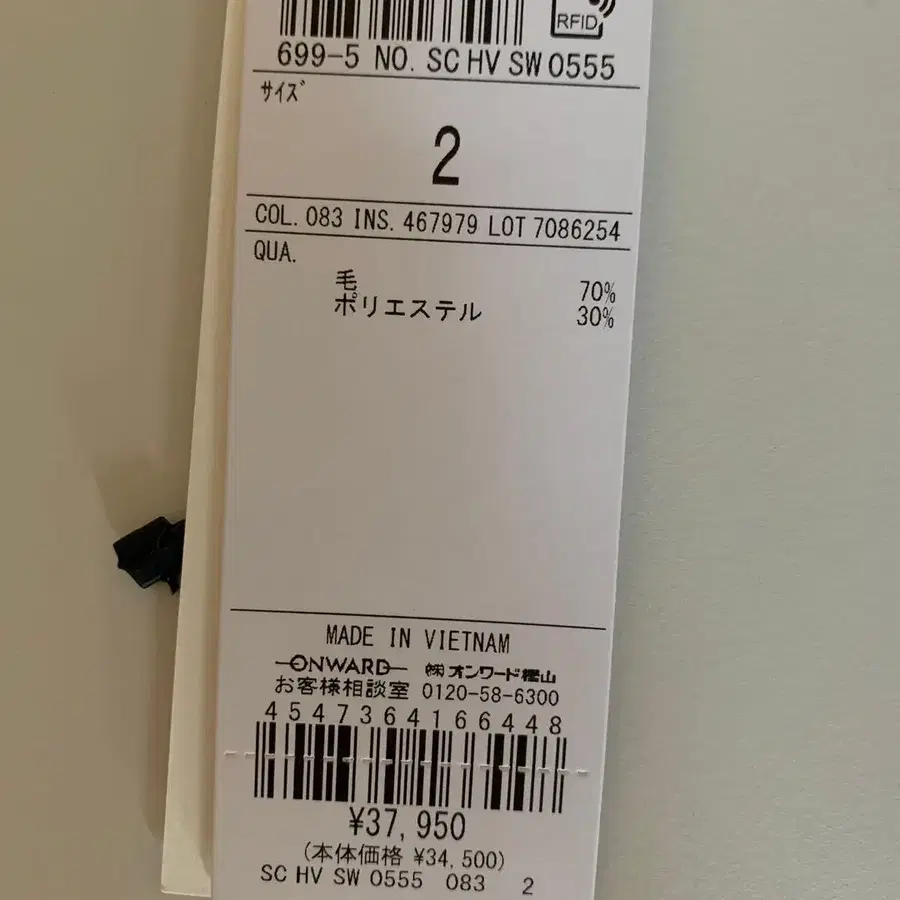 RFID
699-5 NO. SC HV SW 0555
サイズ
2
COL. 083 INS. 467979 LOT 7086254
QUA.
毛 70%
ポリエステル 30%
MADE IN VIETNAM
ONWARD ㈱オンワード樫山
お客様相談室 0120-58-6300
4547364166448
¥37,950
(本体価格 ¥34,500)
SC HV SW 0555 083 2